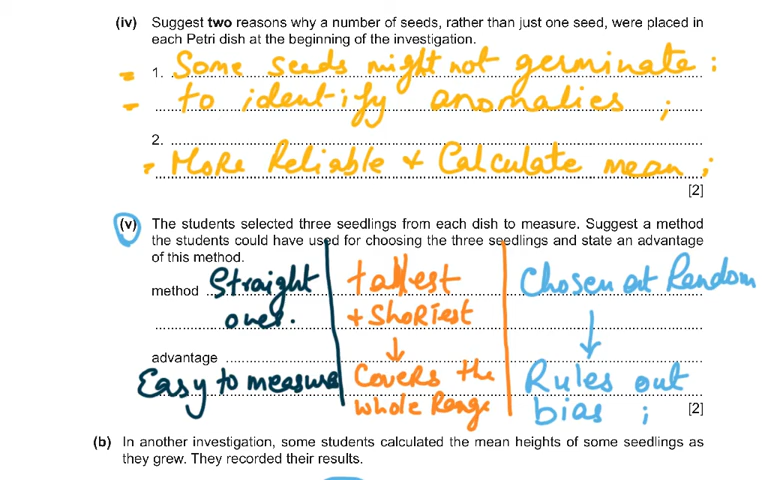 (iv) Suggest two reasons why a number of seeds, rather than just one seed, were placed in
each Petri dish at the beginning of the investigation.
= 1. Some seeds might not germinate :
- to identify anomalies ;
2.
- More Reliable + Calculate mean ;
[2]
(v) The students selected three seedlings from each dish to measure. Suggest a method
the students could have used for choosing the three seedlings and state an advantage
of this method.
method Straight
ones.
tallest
+ Shortest
Chosen at Random
advantage
Easy to measure
Covers the
whole Range
Rules out
bias ;
[2]
(b) In another investigation, some students calculated the mean heights of some seedlings as
they grew. They recorded their results.